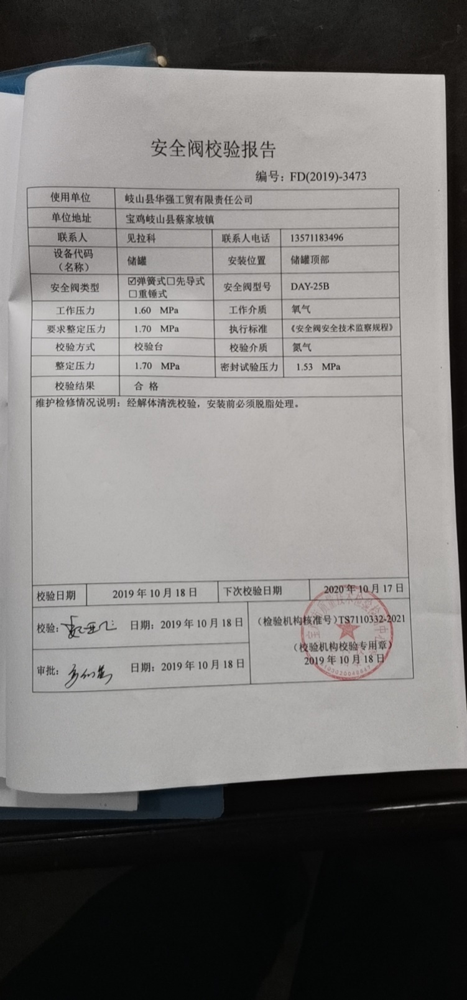 安全阀校验报告
编号：FD(2019)-3473
使用单位 岐山县华强工贸有限责任公司
单位地址 宝鸡岐山县蔡家坡镇
联系人 见拉科 联系人电话 13571183496
设备代码（名称） 储罐 安装位置 储罐顶部
安全阀类型 ☑弹簧式□先导式□重锤式 安全阀型号 DAY-25B
工作压力 1.60 MPa 工作介质 氧气
要求整定压力 1.70 MPa 执行标准 《安全阀安全技术监察规程》
校验方式 校验台 校验介质 氮气
整定压力 1.70 MPa 密封试验压力 1.53 MPa
校验结果 合 格
维护检修情况说明：经解体清洗校验，安装前必须脱脂处理。
校验日期 2019 年 10 月 18 日 下次校验日期 2020 年 10 月 17 日
校验： 日期：2019 年 10 月 18 日 （检验机构核准号）TS7110332-2021
（校验机构校验专用章）
2019 年 10 月 18 日
审批： 日期：2019 年 10 月 18 日